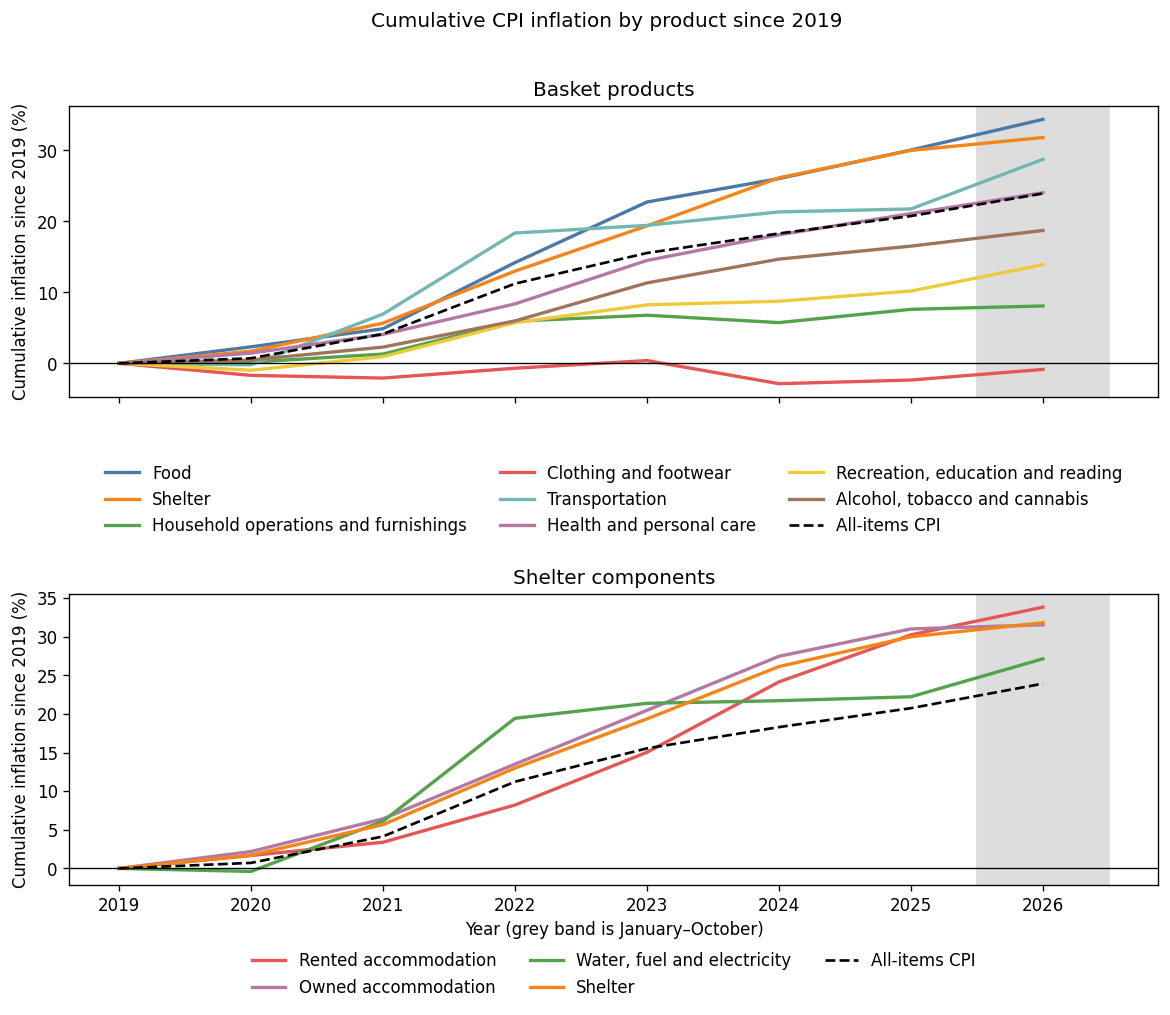 Cumulative CPI inflation by product since 2019
Basket products
Cumulative inflation since 2019 (%)
30
20
10
0
Food
Shelter
Household operations and furnishings
Clothing and footwear
Transportation
Health and personal care
Recreation, education and reading
Alcohol, tobacco and cannabis
All-items CPI
Shelter components
Cumulative inflation since 2019 (%)
35
30
25
20
15
10
5
0
2019 2020 2021 2022 2023 2024 2025 2026
Year (grey band is January–October)
Rented accommodation
Owned accommodation
Water, fuel and electricity
Shelter
All-items CPI